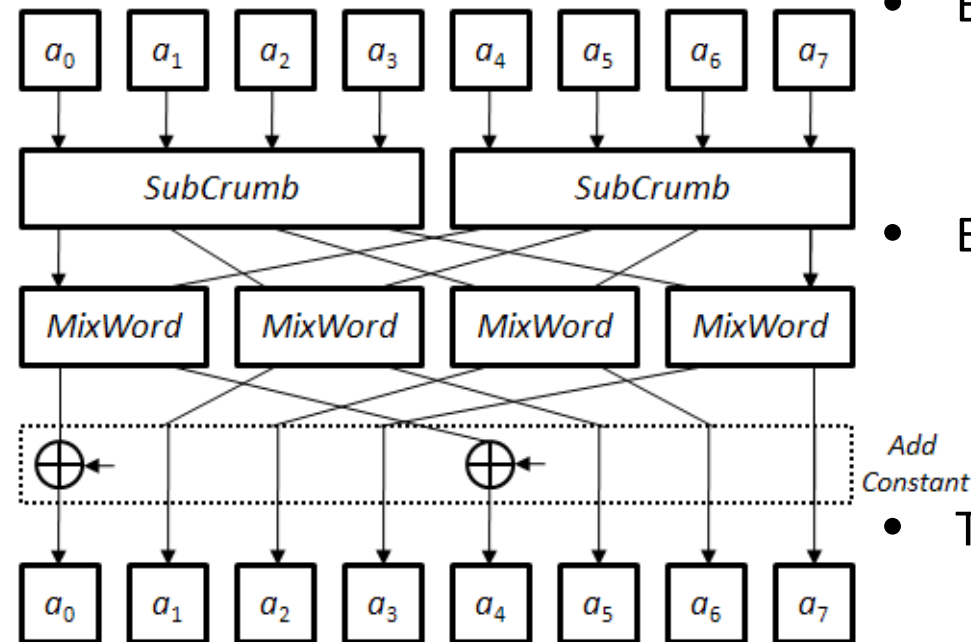 a₀ a₁ a₂ a₃ a₄ a₅ a₆ a₇
SubCrumb SubCrumb
MixWord MixWord MixWord MixWord
Add
Constant
a₀ a₁ a₂ a₃ a₄ a₅ a₆ a₇